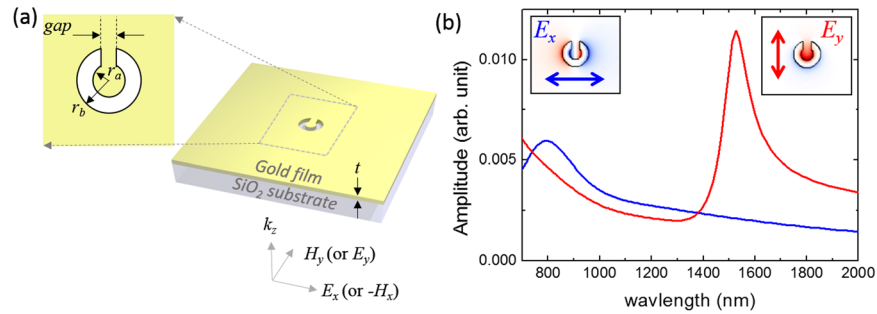 (a)
gap
r_a
r_b
Gold film
SiO_2 substrate
t
k_z
H_y (or E_y)
E_x (or -H_x)
(b)
E_x
E_y
Amplitude (arb. unit)
0.010
0.005
0.000
800 1000 1200 1400 1600 1800 2000
wavlength (nm)